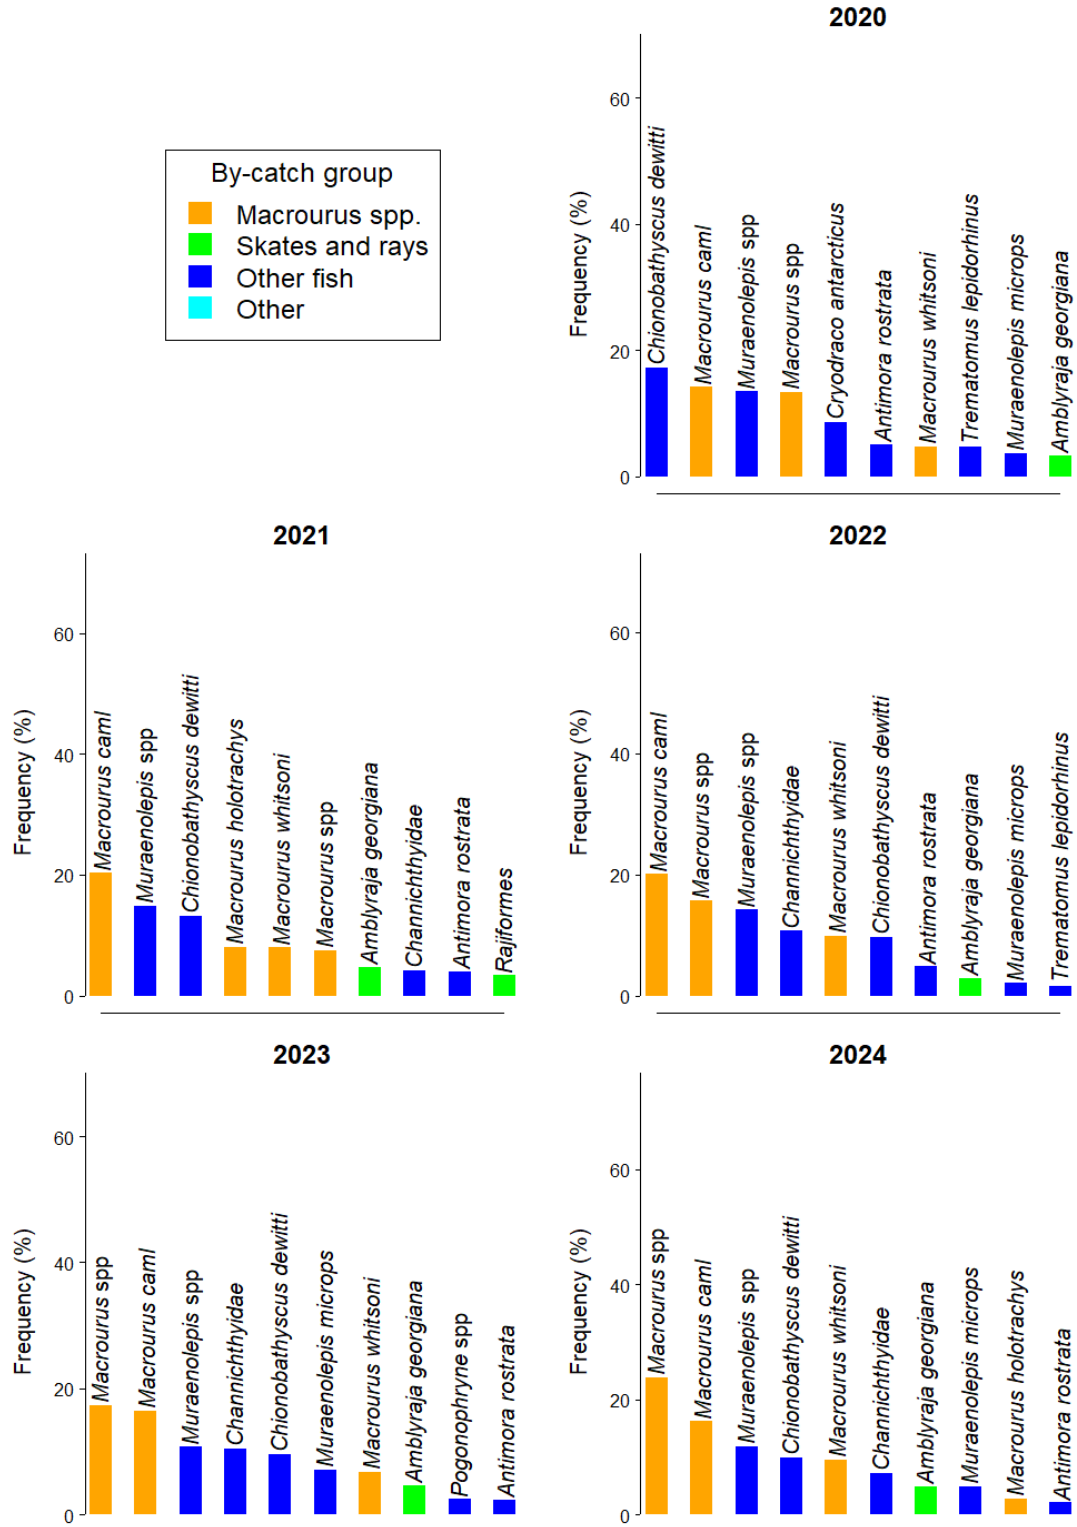 2020
By-catch group
Macrourus spp.
Skates and rays
Other fish
Other
Frequency (%)
60
40
20
0
Chionobathyscus dewitti
Macrourus caml
Muraenolepis spp
Macrourus spp
Cryodraco antarcticus
Antimora rostrata
Macrourus whitsoni
Trematomus lepidorhinus
Muraenolepis microps
Amblyraja georgiana
2021
Frequency (%)
60
40
20
0
Macrourus caml
Muraenolepis spp
Chionobathyscus dewitti
Macrourus holotrachys
Macrourus whitsoni
Macrourus spp
Amblyraja georgiana
Channichthyidae
Antimora rostrata
Rajiformes
2022
Frequency (%)
60
40
20
0
Macrourus caml
Macrourus spp
Muraenolepis spp
Channichthyidae
Macrourus whitsoni
Chionobathyscus dewitti
Antimora rostrata
Amblyraja georgiana
Muraenolepis microps
Trematomus lepidorhinus
2023
Frequency (%)
60
40
20
0
Macrourus spp
Macrourus caml
Muraenolepis spp
Channichthyidae
Chionobathyscus dewitti
Muraenolepis microps
Macrourus whitsoni
Amblyraja georgiana
Pogonophryne spp
Antimora rostrata
2024
Frequency (%)
60
40
20
0
Macrourus spp
Macrourus caml
Muraenolepis spp
Chionobathyscus dewitti
Macrourus whitsoni
Channichthyidae
Amblyraja georgiana
Muraenolepis microps
Macrourus holotrachys
Antimora rostrata